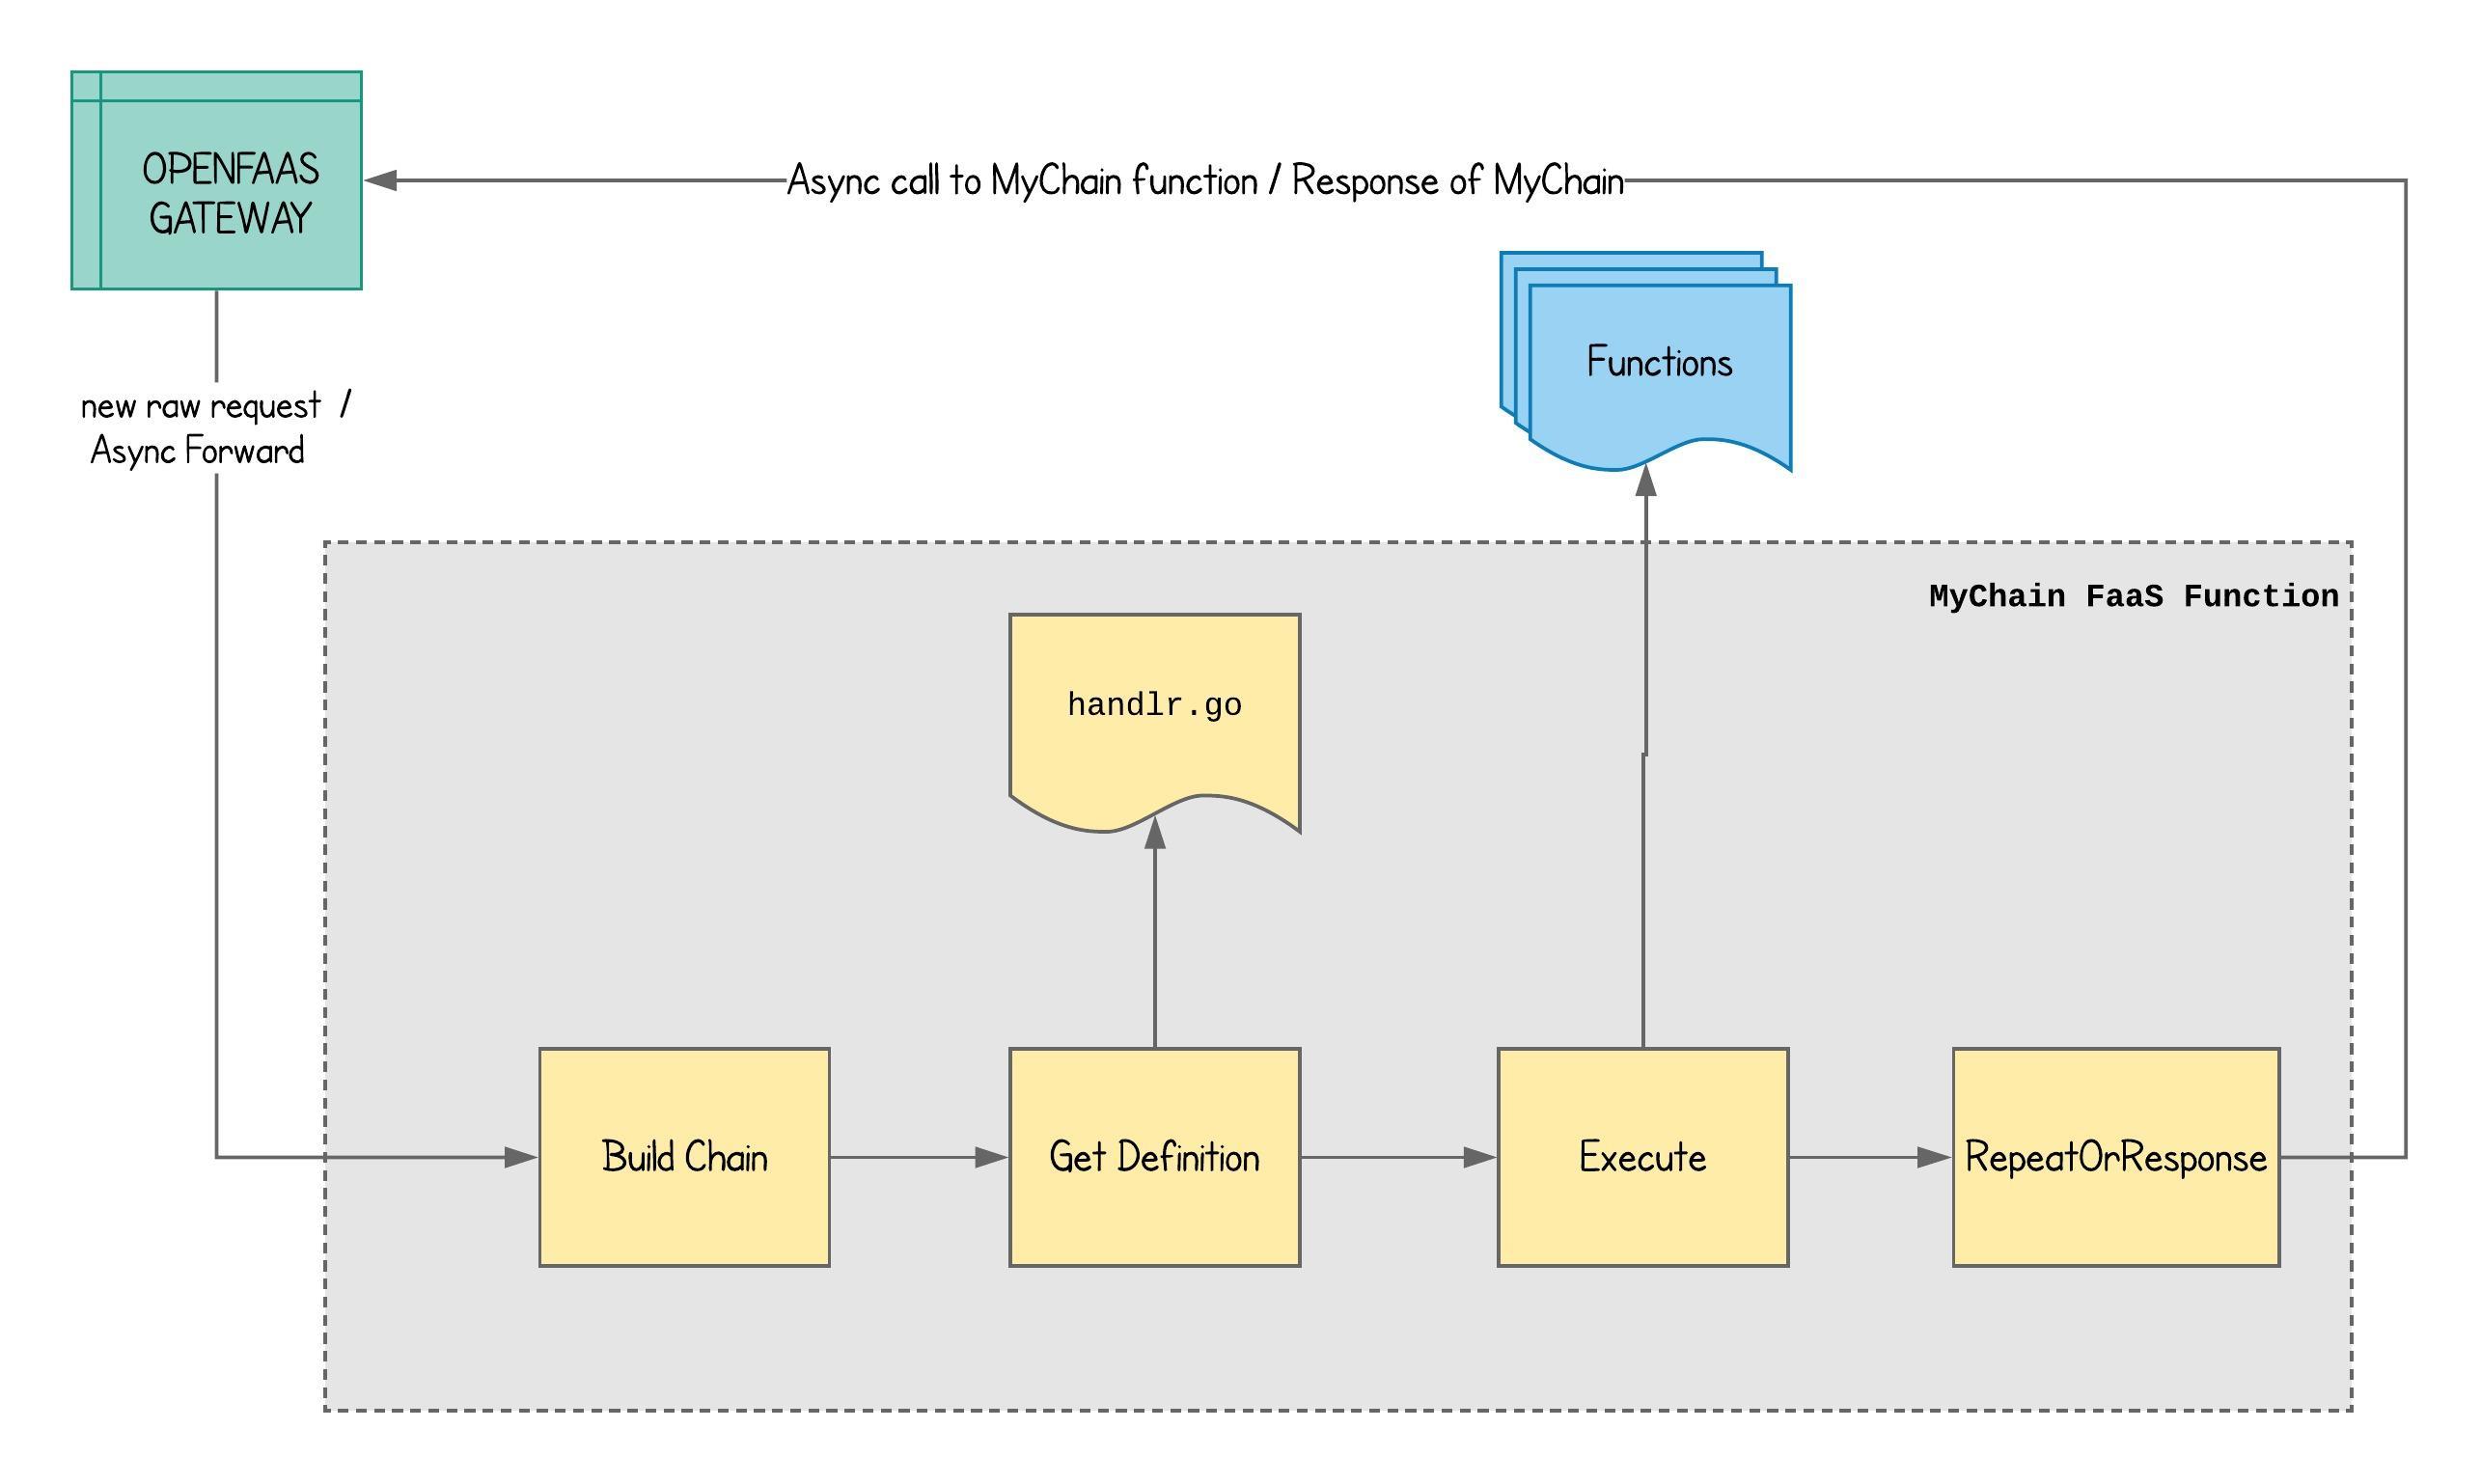 OPENFAAS
GATEWAY
Async call to MyChain function / Response of MyChain
Functions
new raw request /
Async Forward
MyChain FaaS Function
handlr.go
Build Chain
Get Definition
Execute
RepeatOrResponse